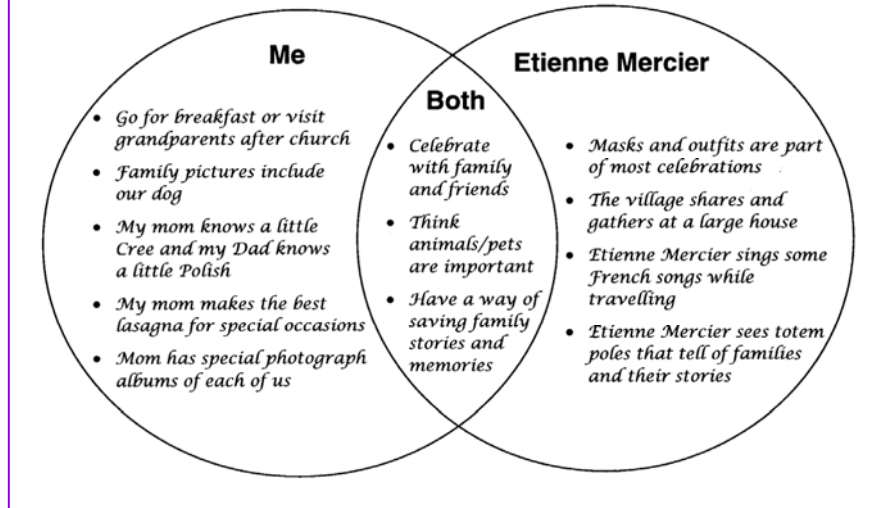 Me
• Go for breakfast or visit
grandparents after church
• Family pictures include
our dog
• My mom knows a little
Cree and my Dad knows
a little Polish
• My mom makes the best
lasagna for special occasions
• Mom has special photograph
albums of each of us
Both
• Celebrate
with family
and friends
• Think
animals/pets
are important
• Have a way of
saving family
stories and
memories
Etienne Mercier
• Masks and outfits are part
of most celebrations
• The village shares and
gathers at a large house
• Etienne Mercier sings some
French songs while
travelling
• Etienne Mercier sees totem
poles that tell of families
and their stories